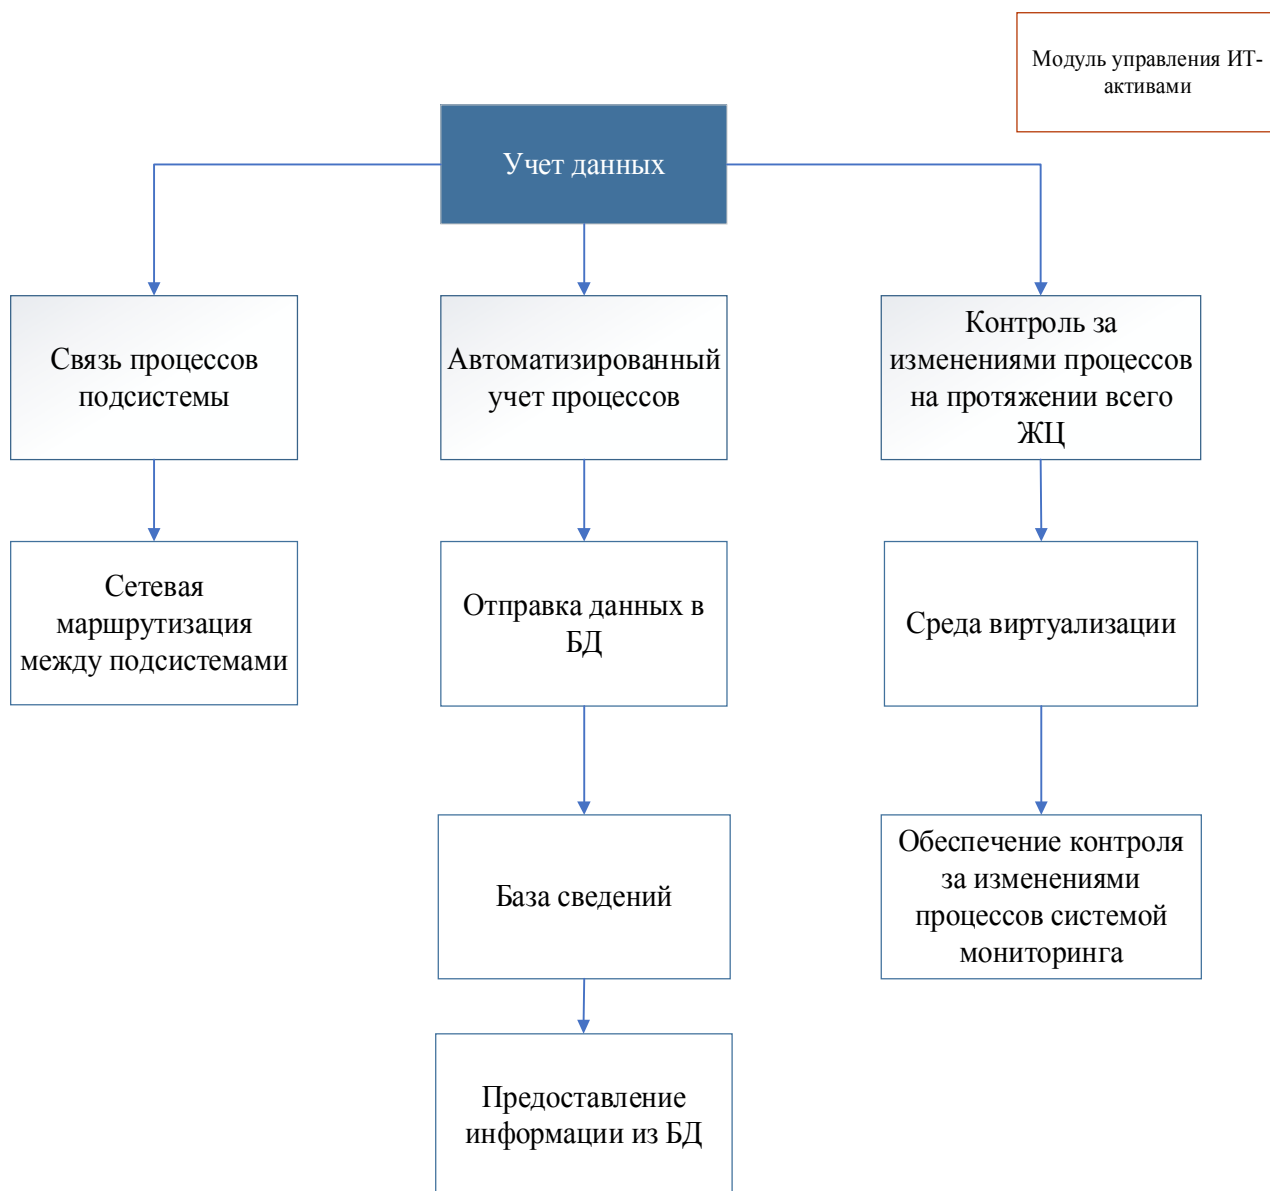 Модуль управления ИТ-
активами
Учет данных
Связь процессов
подсистемы
Автоматизированный
учет процессов
Контроль за
изменениями процессов
на протяжении всего
ЖЦ
Сетевая
маршрутизация
между подсистемами
Отправка данных в
БД
Среда виртуализации
База сведений
Обеспечение контроля
за изменениями
процессов системой
мониторинга
Предоставление
информации из БД